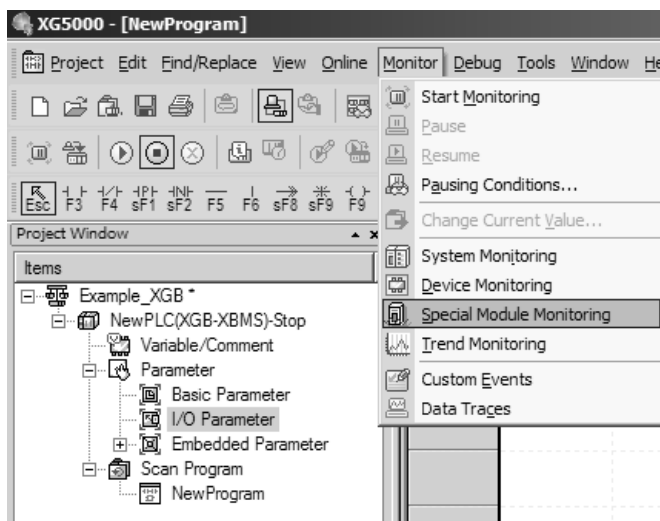 XG5000 - [NewProgram]
Project Edit Find/Replace View Online Monitor Debug Tools Window He
Start Monitoring
Pause
Resume
Pausing Conditions...
Change Current Value...
System Monitoring
Device Monitoring
Special Module Monitoring
Trend Monitoring
Custom Events
Data Traces
Esc F3 F4 sF1 sF2 F5 F6 sF8 sF9 F9
Project Window
Items
Example_XGB *
NewPLC(XGB-XBMS)-Stop
Variable/Comment
Parameter
Basic Parameter
I/O Parameter
Embedded Parameter
Scan Program
NewProgram